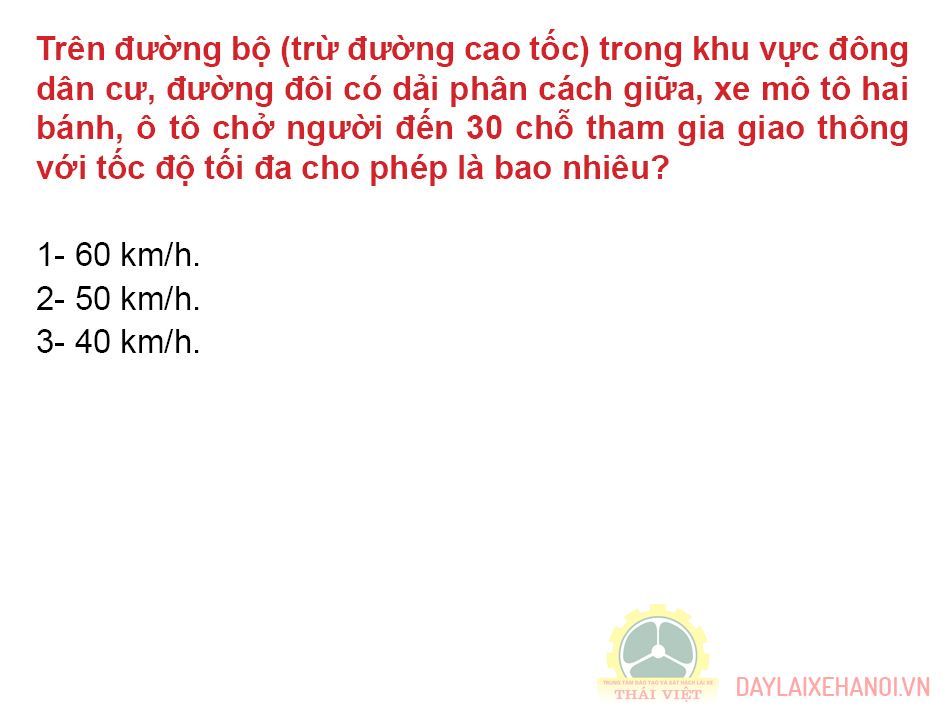 Trên đường bộ (trừ đường cao tốc) trong khu vực đông
dân cư, đường đôi có dải phân cách giữa, xe mô tô hai
bánh, ô tô chở người đến 30 chỗ tham gia giao thông
với tốc độ tối đa cho phép là bao nhiêu?
1- 60 km/h.
2- 50 km/h.
3- 40 km/h.
TRUNG TÂM ĐÀO TẠO VÀ SÁT HẠCH LÁI XE
THÁI VIỆT
DAYLAIXEHANOI.VN